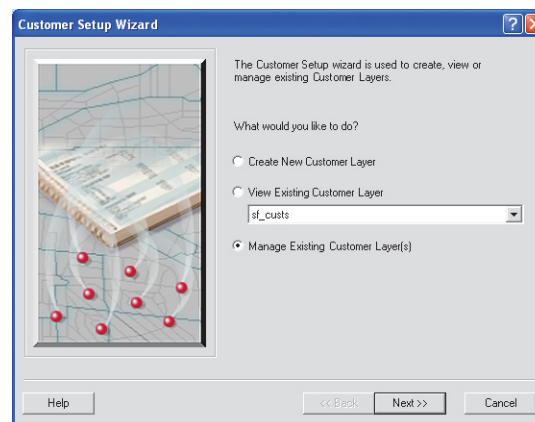 Customer Setup Wizard
The Customer Setup wizard is used to create, view or
manage existing Customer Layers.
What would you like to do?
Create New Customer Layer
View Existing Customer Layer
sf_custs
Manage Existing Customer Layer(s)
Help
<< Back
Next >>
Cancel